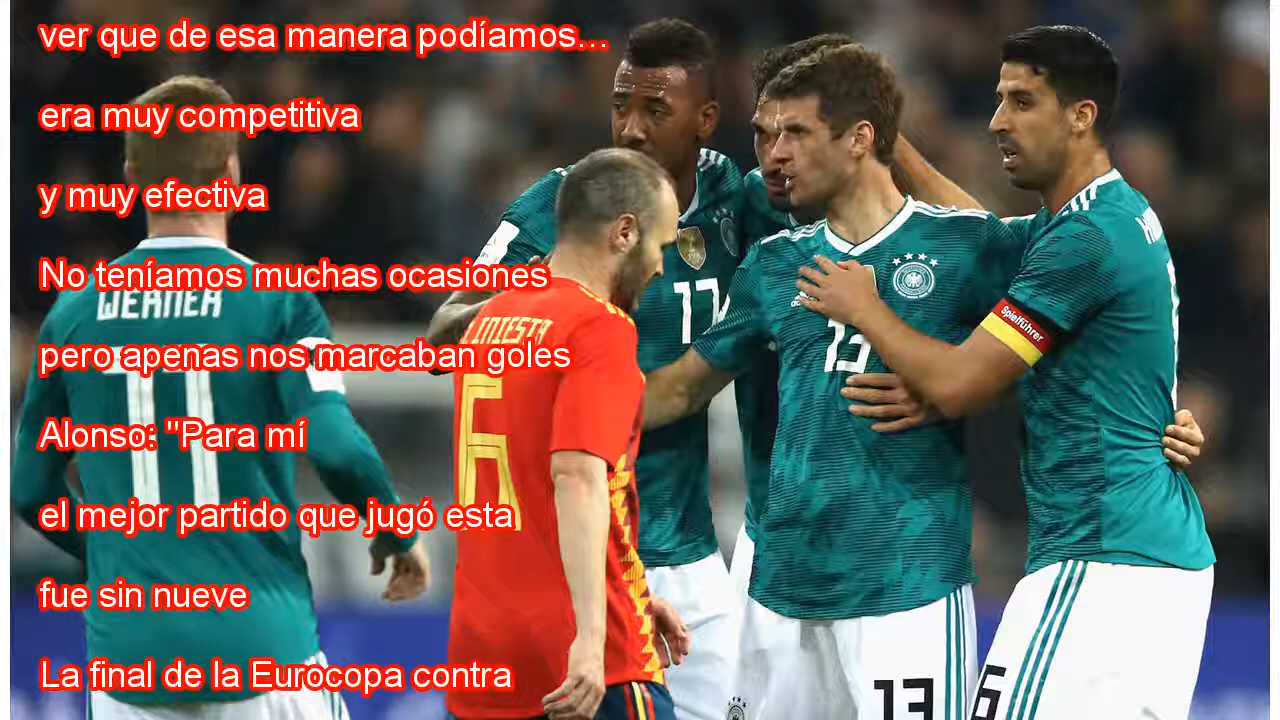 ver que de esa manera podíamos...
era muy competitiva
y muy efectiva
No teníamos muchas ocasiones
pero apenas nos marcaban goles
Alonso: "Para mí
el mejor partido que jugó esta
fue sin nueve
La final de la Eurocopa contra
WERNER
11
INIESTA
6
17
13
Spielführer
13
6